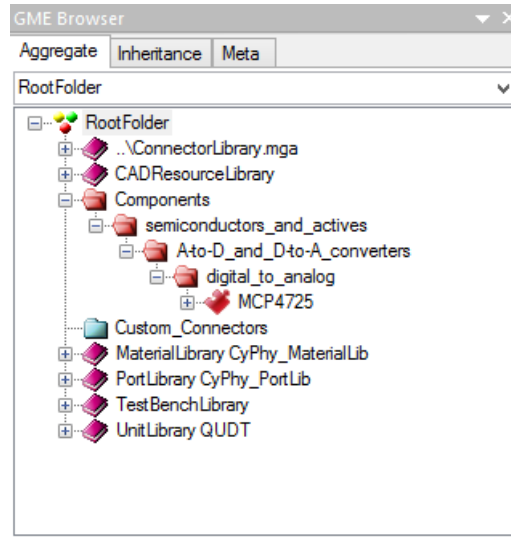 GME Browser
Aggregate Inheritance Meta
RootFolder
RootFolder
..\ConnectorLibrary.mga
CADResourceLibrary
Components
semiconductors_and_actives
A-to-D_and_D-to-A_converters
digital_to_analog
MCP4725
Custom_Connectors
MaterialLibrary CyPhy_MaterialLib
PortLibrary CyPhy_PortLib
TestBenchLibrary
UnitLibrary QUDT